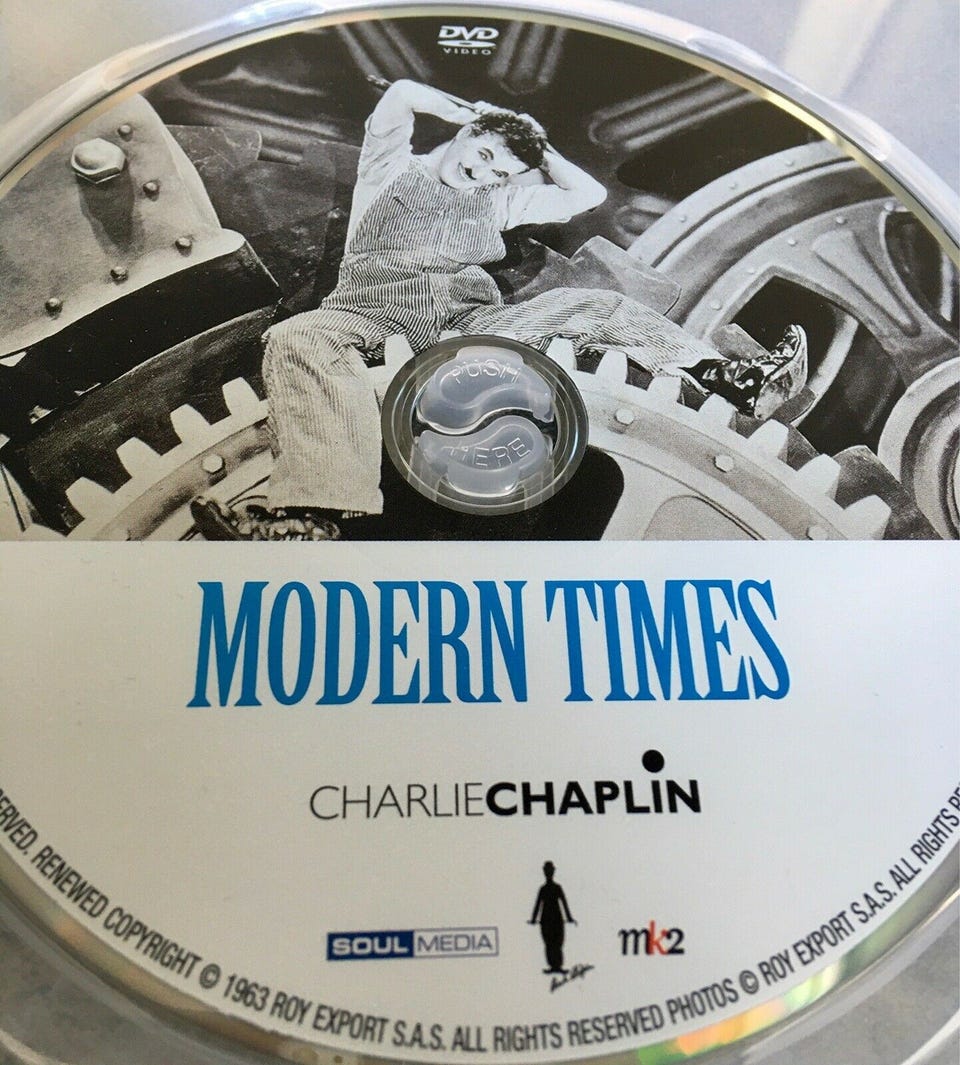 DVD
VIDEO
PUSH
HERE
MODERN TIMES
CHARLIECHAPLIN
SOUL MEDIA
mk2
RENEWED COPYRIGHT © 1963 ROY EXPORT S.A.S. ALL RIGHTS RESERVED PHOTOS © ROY EXPORT S.A.S. ALL RIGHTS